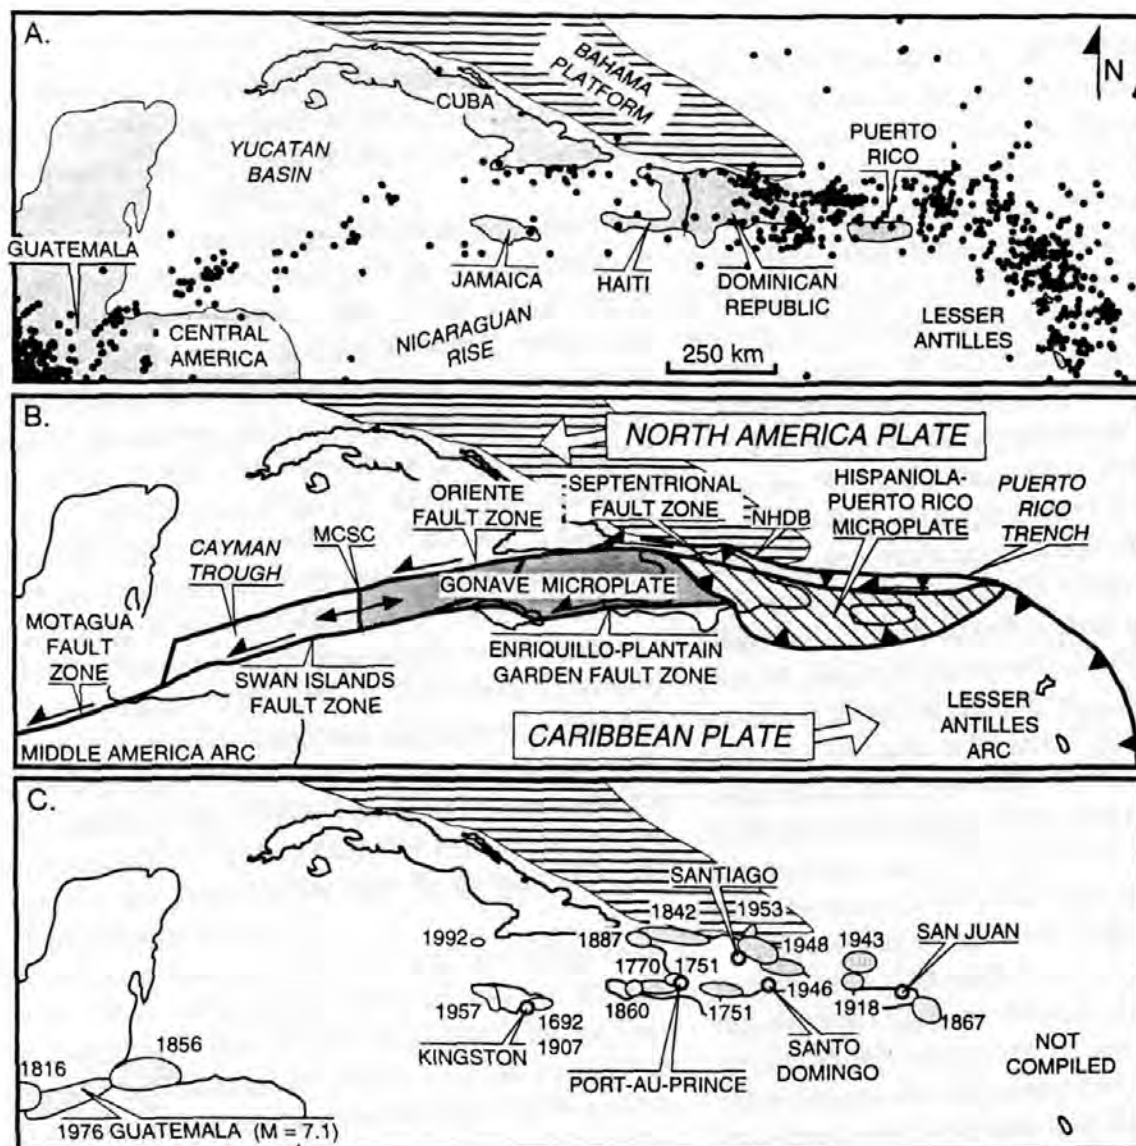 A.
N
BAHAMA
PLATFORM
CUBA
YUCATAN
BASIN
PUERTO
RICO
GUATEMALA
JAMAICA
HAITI
DOMINICAN
REPUBLIC
CENTRAL
AMERICA
NICARAGUAN
RISE
LESSER
ANTILLES
250 km
B.
NORTH AMERICA PLATE
SEPTENTRIONAL
FAULT ZONE
HISPANIOLA-
PUERTO RICO
MICROPLATE
PUERTO
RICO
TRENCH
ORIENTE
FAULT ZONE
NHDB
MCSC
CAYMAN
TROUGH
GONAVE MICROPLATE
MOTAGUA
FAULT
ZONE
SWAN ISLANDS
FAULT ZONE
ENRIQUILLO-PLANTAIN
GARDEN FAULT ZONE
LESSER
ANTILLES
ARC
CARIBBEAN PLATE
MIDDLE AMERICA ARC
C.
SANTIAGO
1842
1953
1992
1887
1948
1943
SAN JUAN
1770
1751
1946
1957
1860
1751
1918
1867
1692
1907
KINGSTON
SANTO
DOMINGO
PORT-AU-PRINCE
NOT
COMPILED
1856
1816
1976 GUATEMALA (M = 7.1)